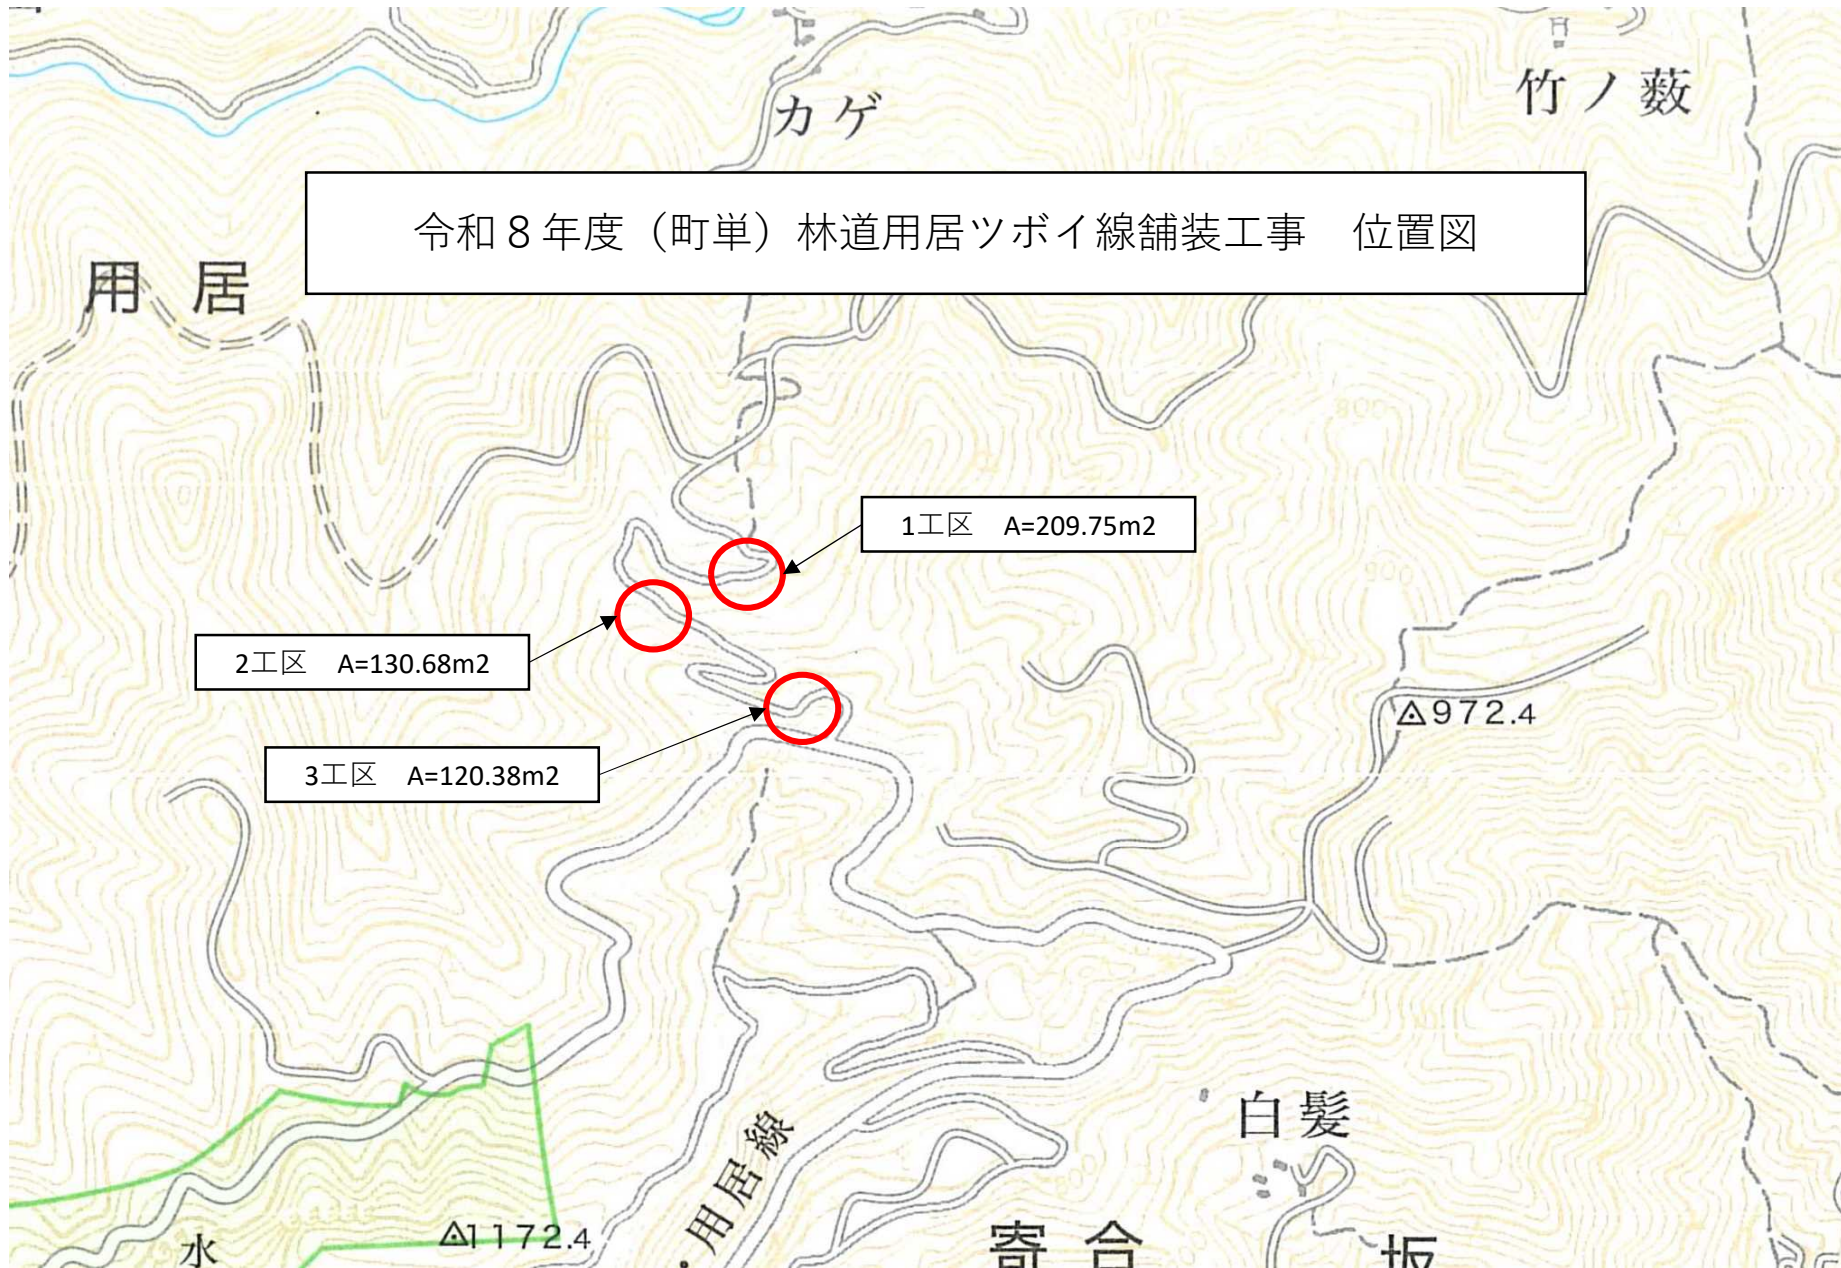 カゲ
竹ノ薮
令和８年度（町単）林道用居ツボイ線舗装工事　位置図
用居
1工区　A=209.75m2
2工区　A=130.68m2
972.4
3工区　A=120.38m2
白髪
用居線
1172.4
水
寄合
坂